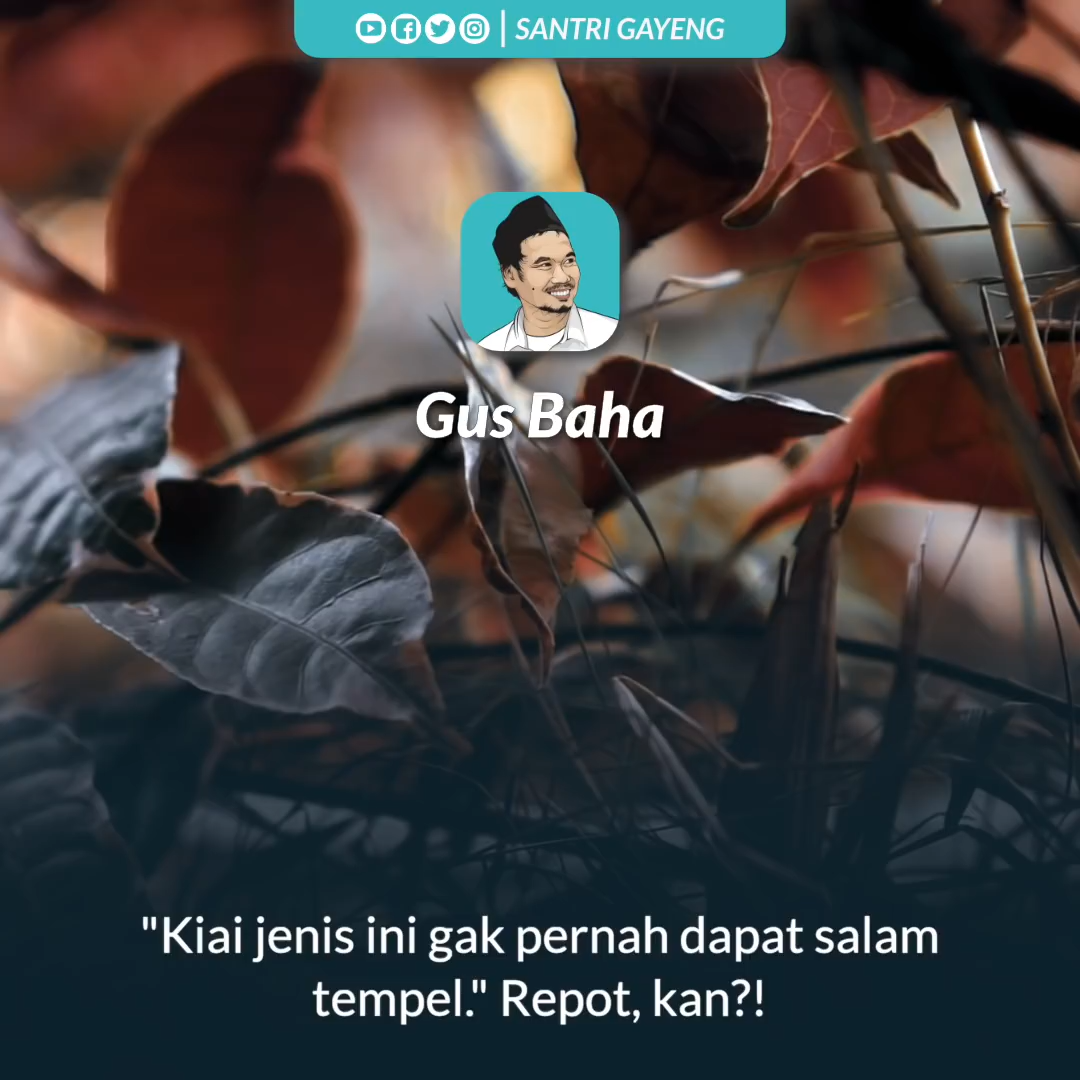 SANTRI GAYENG
Gus Baha
"Kiai jenis ini gak pernah dapat salam
tempel." Repot, kan?!